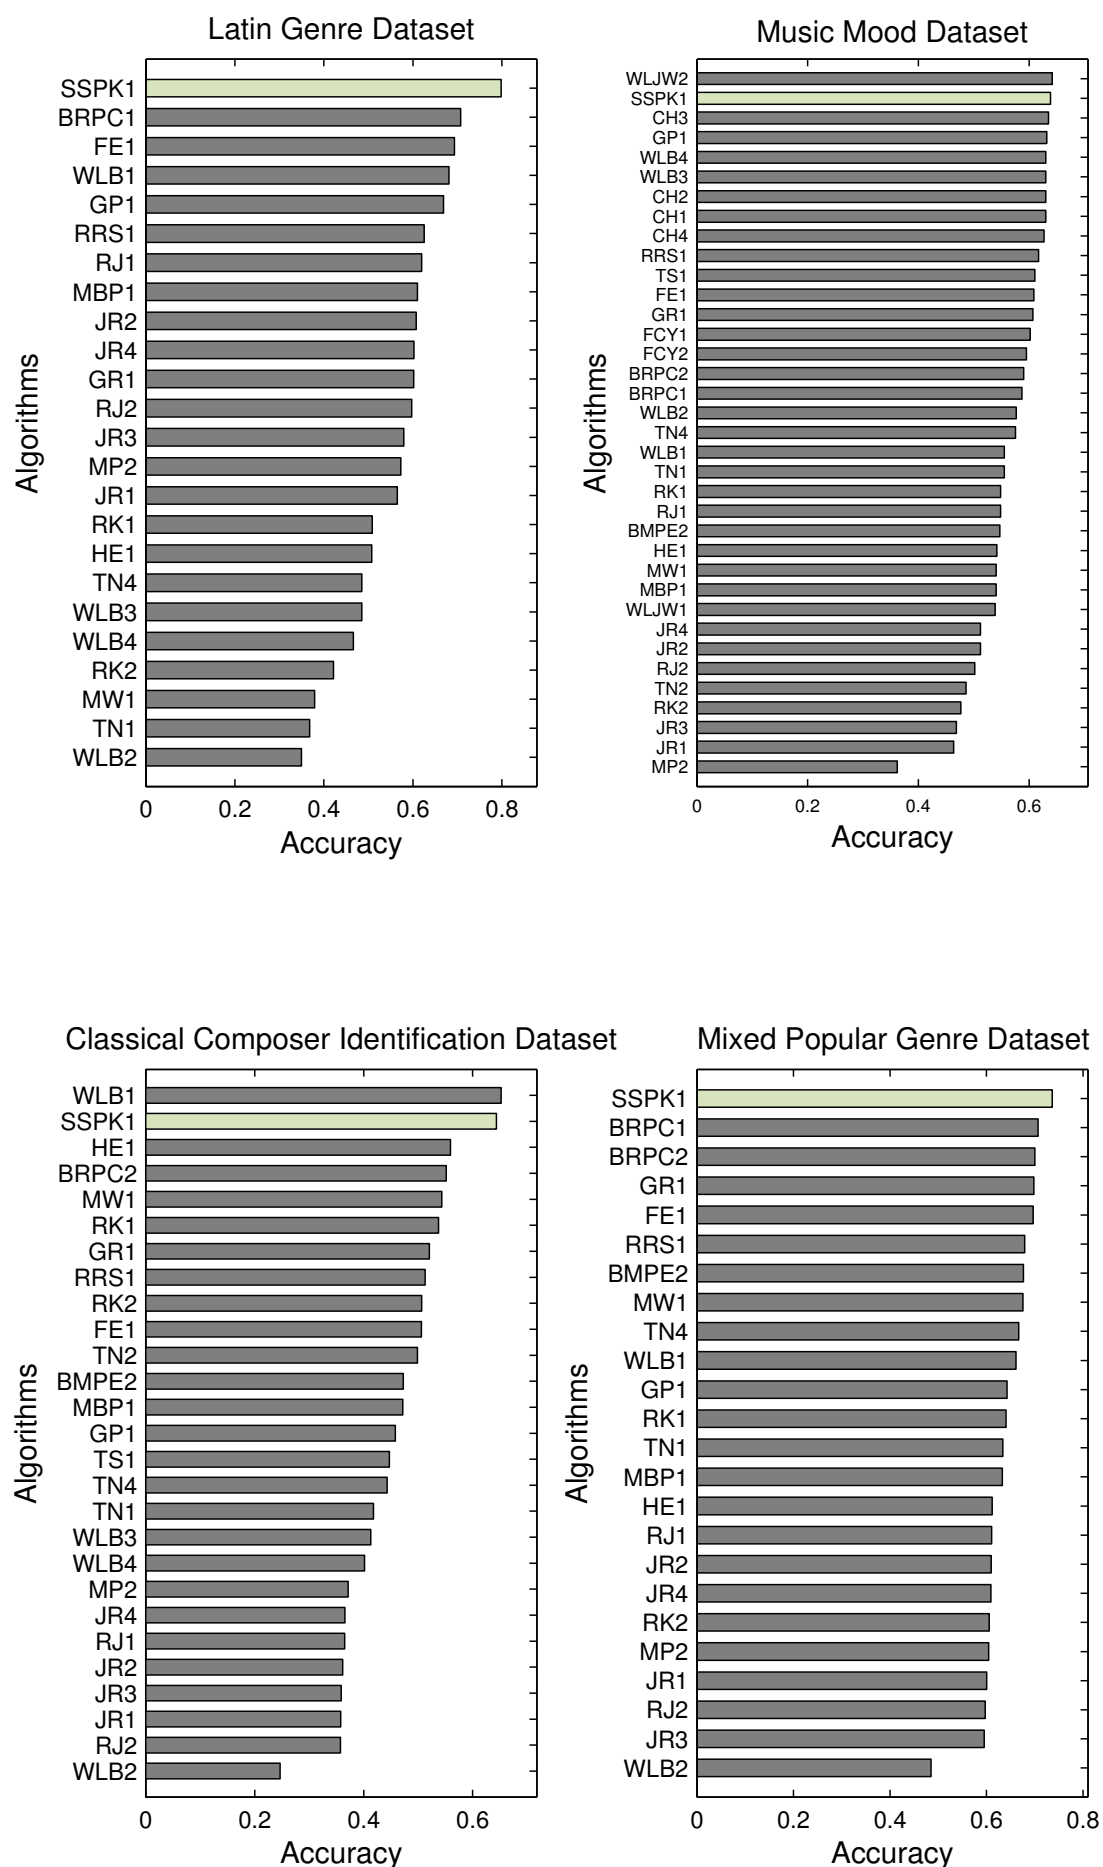 Latin Genre Dataset
SSPK1
BRPC1
FE1
WLB1
GP1
RRS1
RJ1
MBP1
JR2
JR4
GR1
RJ2
JR3
MP2
JR1
RK1
HE1
TN4
WLB3
WLB4
RK2
MW1
TN1
WLB2
Algorithms
0 0.2 0.4 0.6 0.8
Accuracy
Music Mood Dataset
WLJW2
SSPK1
CH3
GP1
WLB4
WLB3
CH2
CH1
CH4
RRS1
TS1
FE1
GR1
FCY1
FCY2
BRPC2
BRPC1
WLB2
TN4
WLB1
TN1
RK1
RJ1
BMPE2
HE1
MW1
MBP1
WLJW1
JR4
JR2
RJ2
TN2
RK2
JR3
JR1
MP2
Algorithms
0 0.2 0.4 0.6
Accuracy
Classical Composer Identification Dataset
WLB1
SSPK1
HE1
BRPC2
MW1
RK1
GR1
RRS1
RK2
FE1
TN2
BMPE2
MBP1
GP1
TS1
TN4
TN1
WLB3
WLB4
MP2
JR4
RJ1
JR2
JR3
JR1
RJ2
WLB2
Algorithms
0 0.2 0.4 0.6
Accuracy
Mixed Popular Genre Dataset
SSPK1
BRPC1
BRPC2
GR1
FE1
RRS1
BMPE2
MW1
TN4
WLB1
GP1
RK1
TN1
MBP1
HE1
RJ1
JR2
JR4
RK2
MP2
JR1
RJ2
JR3
WLB2
Algorithms
0 0.2 0.4 0.6 0.8
Accuracy